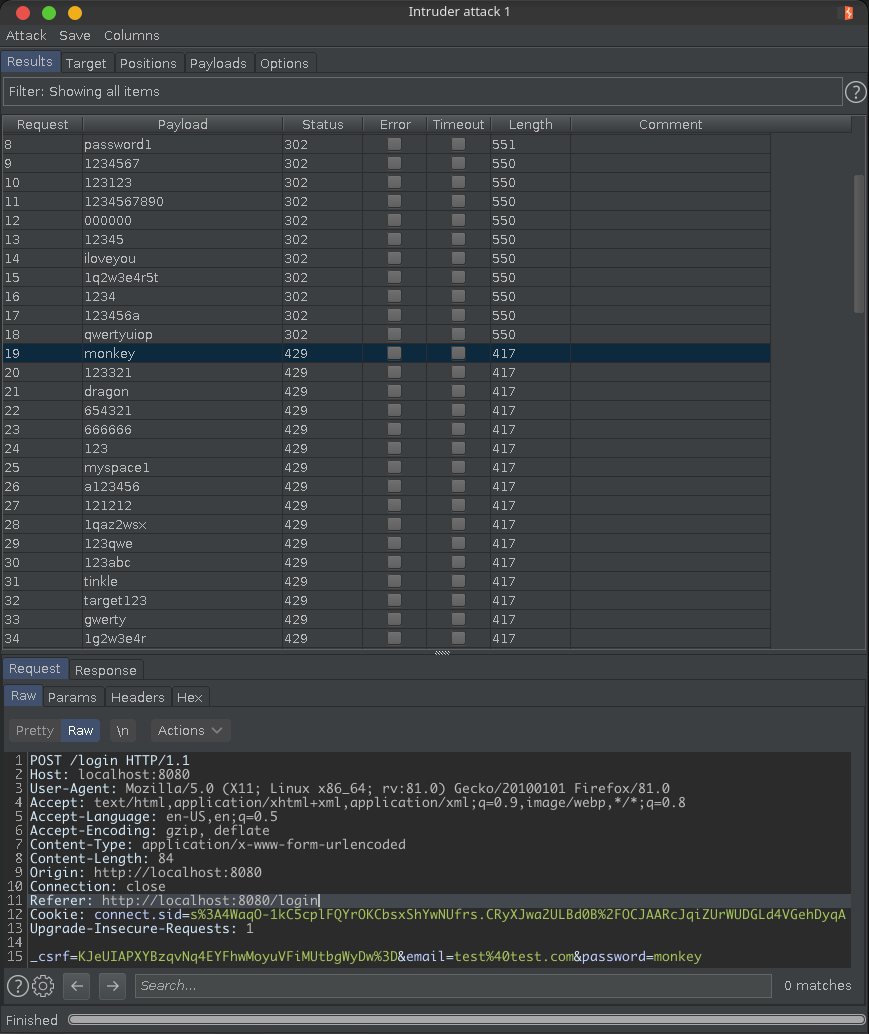 Intruder attack 1
Attack Save Columns
Results Target Positions Payloads Options
Filter: Showing all items
?
Request Payload Status Error Timeout Length Comment
8 password1 302 551
9 1234567 302 550
10 123123 302 550
11 1234567890 302 550
12 000000 302 550
13 12345 302 550
14 iloveyou 302 550
15 1q2w3e4r5t 302 550
16 1234 302 550
17 123456a 302 550
18 qwertyuiop 302 550
19 monkey 429 417
20 123321 429 417
21 dragon 429 417
22 654321 429 417
23 666666 429 417
24 123 429 417
25 myspace1 429 417
26 a123456 429 417
27 121212 429 417
28 1qaz2wsx 429 417
29 123qwe 429 417
30 123abc 429 417
31 tinkle 429 417
32 target123 429 417
33 gwerty 429 417
34 1g2w3e4r 429 417
Request Response
Raw Params Headers Hex
Pretty Raw \n Actions
1 POST /login HTTP/1.1
2 Host: localhost:8080
3 User-Agent: Mozilla/5.0 (X11; Linux x86_64; rv:81.0) Gecko/20100101 Firefox/81.0
4 Accept: text/html,application/xhtml+xml,application/xml;q=0.9,image/webp,*/*;q=0.8
5 Accept-Language: en-US,en;q=0.5
6 Accept-Encoding: gzip, deflate
7 Content-Type: application/x-www-form-urlencoded
8 Content-Length: 84
9 Origin: http://localhost:8080
10 Connection: close
11 Referer: http://localhost:8080/login
12 Cookie: connect.sid=s%3A4WaqO-1kC5cplFQYrOKCbsxShYwNUfrs.CRyXJwa2ULBd0B%2FOCJAARcJqiZUrWUDGLd4VGehDyqA
13 Upgrade-Insecure-Requests: 1
14
15 _csrf=KJeUIAPXYBzqvNq4EYFhwMoyuVFiMUtbgWyDw%3D&email=test%40test.com&password=monkey
? Search... 0 matches
Finished